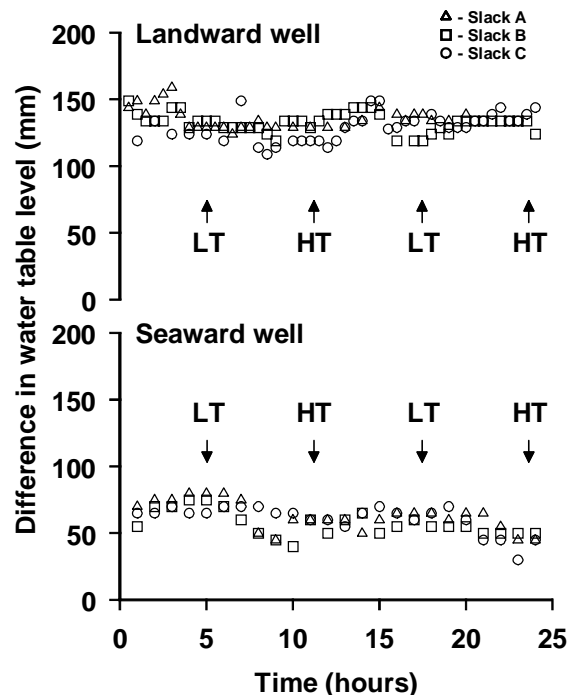 △ - Slack A
□ - Slack B
○ - Slack C
Landward well
200
150
100
50
0
LT HT LT HT
Seaward well
200
150
100
50
0
LT HT LT HT
0 5 10 15 20 25
Time (hours)
Difference in water table level (mm)